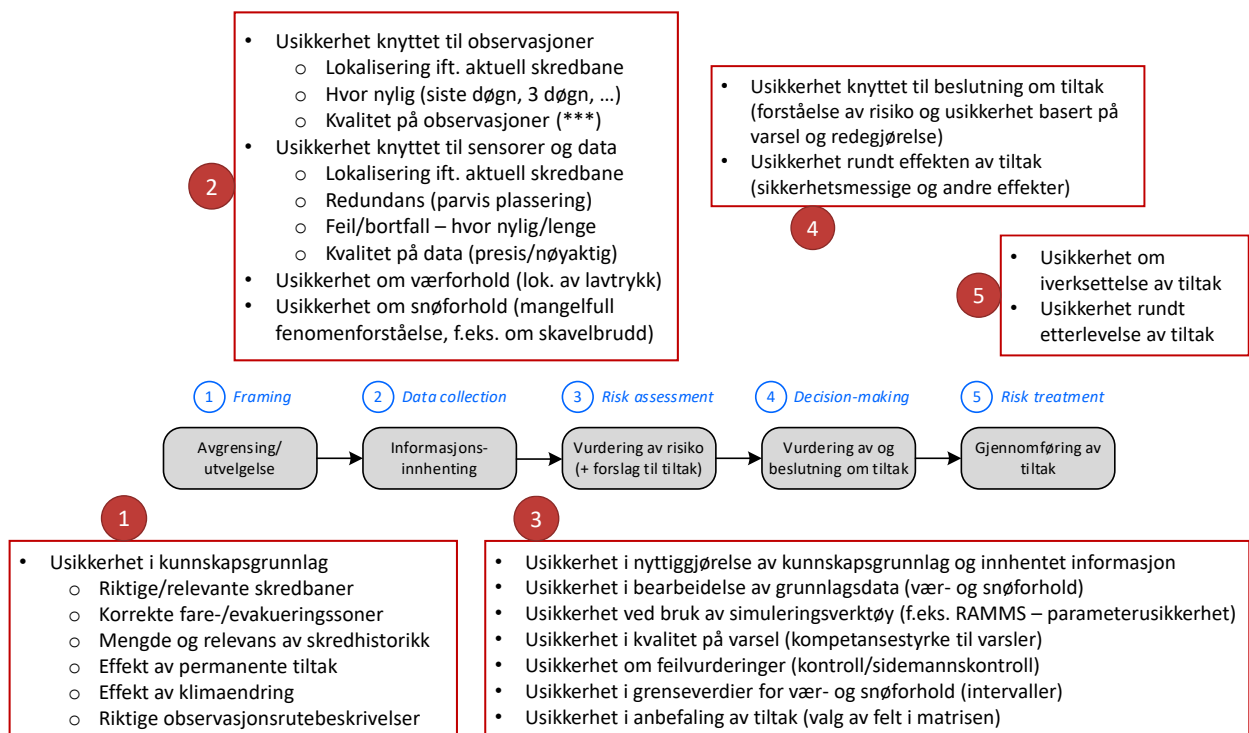 • Usikkerhet knyttet til observasjoner
o Lokalisering ift. aktuell skredbane
o Hvor nylig (siste døgn, 3 døgn, …)
o Kvalitet på observasjoner (***)
• Usikkerhet knyttet til sensorer og data
o Lokalisering ift. aktuell skredbane
o Redundans (parvis plassering)
o Feil/bortfall – hvor nylig/lenge
o Kvalitet på data (presis/nøyaktig)
• Usikkerhet om værforhold (lok. av lavtrykk)
• Usikkerhet om snøforhold (mangelfull
fenomenforståelse, f.eks. om skavelbrudd)
2
• Usikkerhet knyttet til beslutning om tiltak
(forståelse av risiko og usikkerhet basert på
varsel og redegjørelse)
• Usikkerhet rundt effekten av tiltak
(sikkerhetsmessige og andre effekter)
4
• Usikkerhet om
iverksettelse av tiltak
• Usikkerhet rundt
etterlevelse av tiltak
5
1 Framing
2 Data collection
3 Risk assessment
4 Decision-making
5 Risk treatment
Avgrensing/
utvelgelse
Informasjons-
innhenting
Vurdering av risiko
(+ forslag til tiltak)
Vurdering av og
beslutning om tiltak
Gjennomføring av
tiltak
1
• Usikkerhet i kunnskapsgrunnlag
o Riktige/relevante skredbaner
o Korrekte fare-/evakueringssoner
o Mengde og relevans av skredhistorikk
o Effekt av permanente tiltak
o Effekt av klimaendring
o Riktige observasjonsrutebeskrivelser
3
• Usikkerhet i nyttiggjørelse av kunnskapsgrunnlag og innhentet informasjon
• Usikkerhet i bearbeidelse av grunnlagsdata (vær- og snøforhold)
• Usikkerhet ved bruk av simuleringsverktøy (f.eks. RAMMS – parameterusikkerhet)
• Usikkerhet i kvalitet på varsel (kompetansestyrke til varsler)
• Usikkerhet om feilvurderinger (kontroll/sidemannskontroll)
• Usikkerhet i grenseverdier for vær- og snøforhold (intervaller)
• Usikkerhet i anbefaling av tiltak (valg av felt i matrisen)